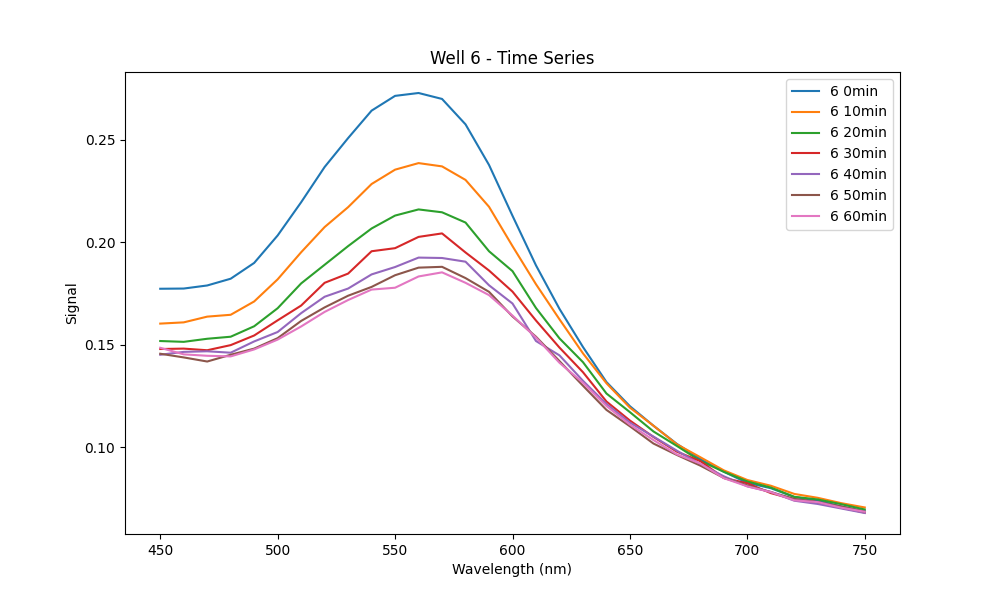 Well 6 - Time Series
6 0min
6 10min
6 20min
6 30min
6 40min
6 50min
6 60min
Signal
0.25
0.20
0.15
0.10
450 500 550 600 650 700 750
Wavelength (nm)